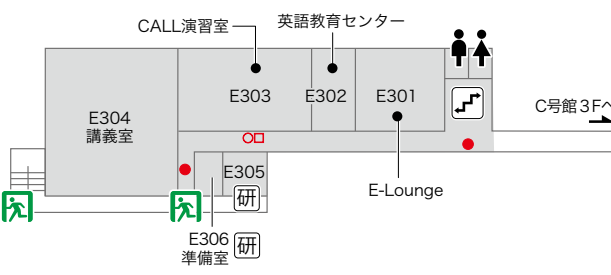 CALL演習室
英語教育センター
E304
講義室
E303
E302
E301
C号館3Fへ
E305
研
E-Lounge
E306
準備室
研